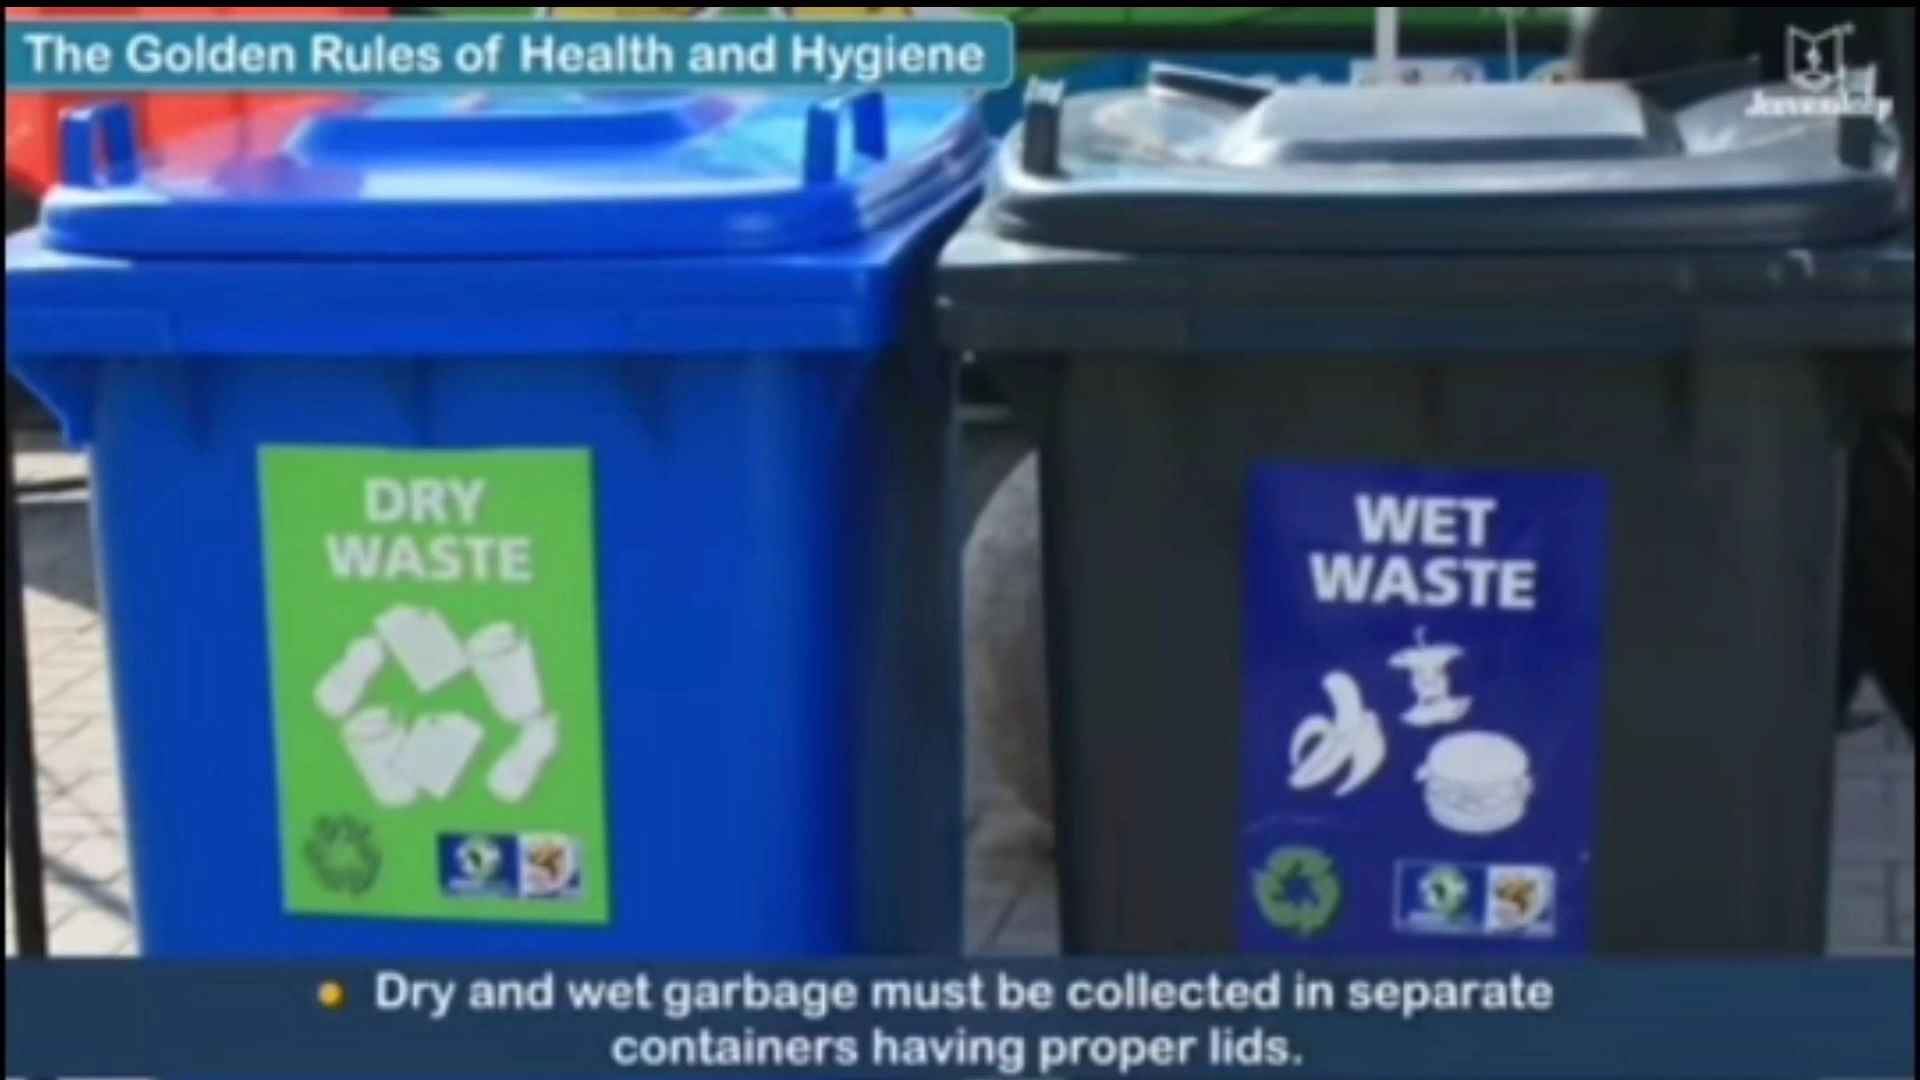 The Golden Rules of Health and Hygiene
DRY
WASTE
WET
WASTE
• Dry and wet garbage must be collected in separate
containers having proper lids.